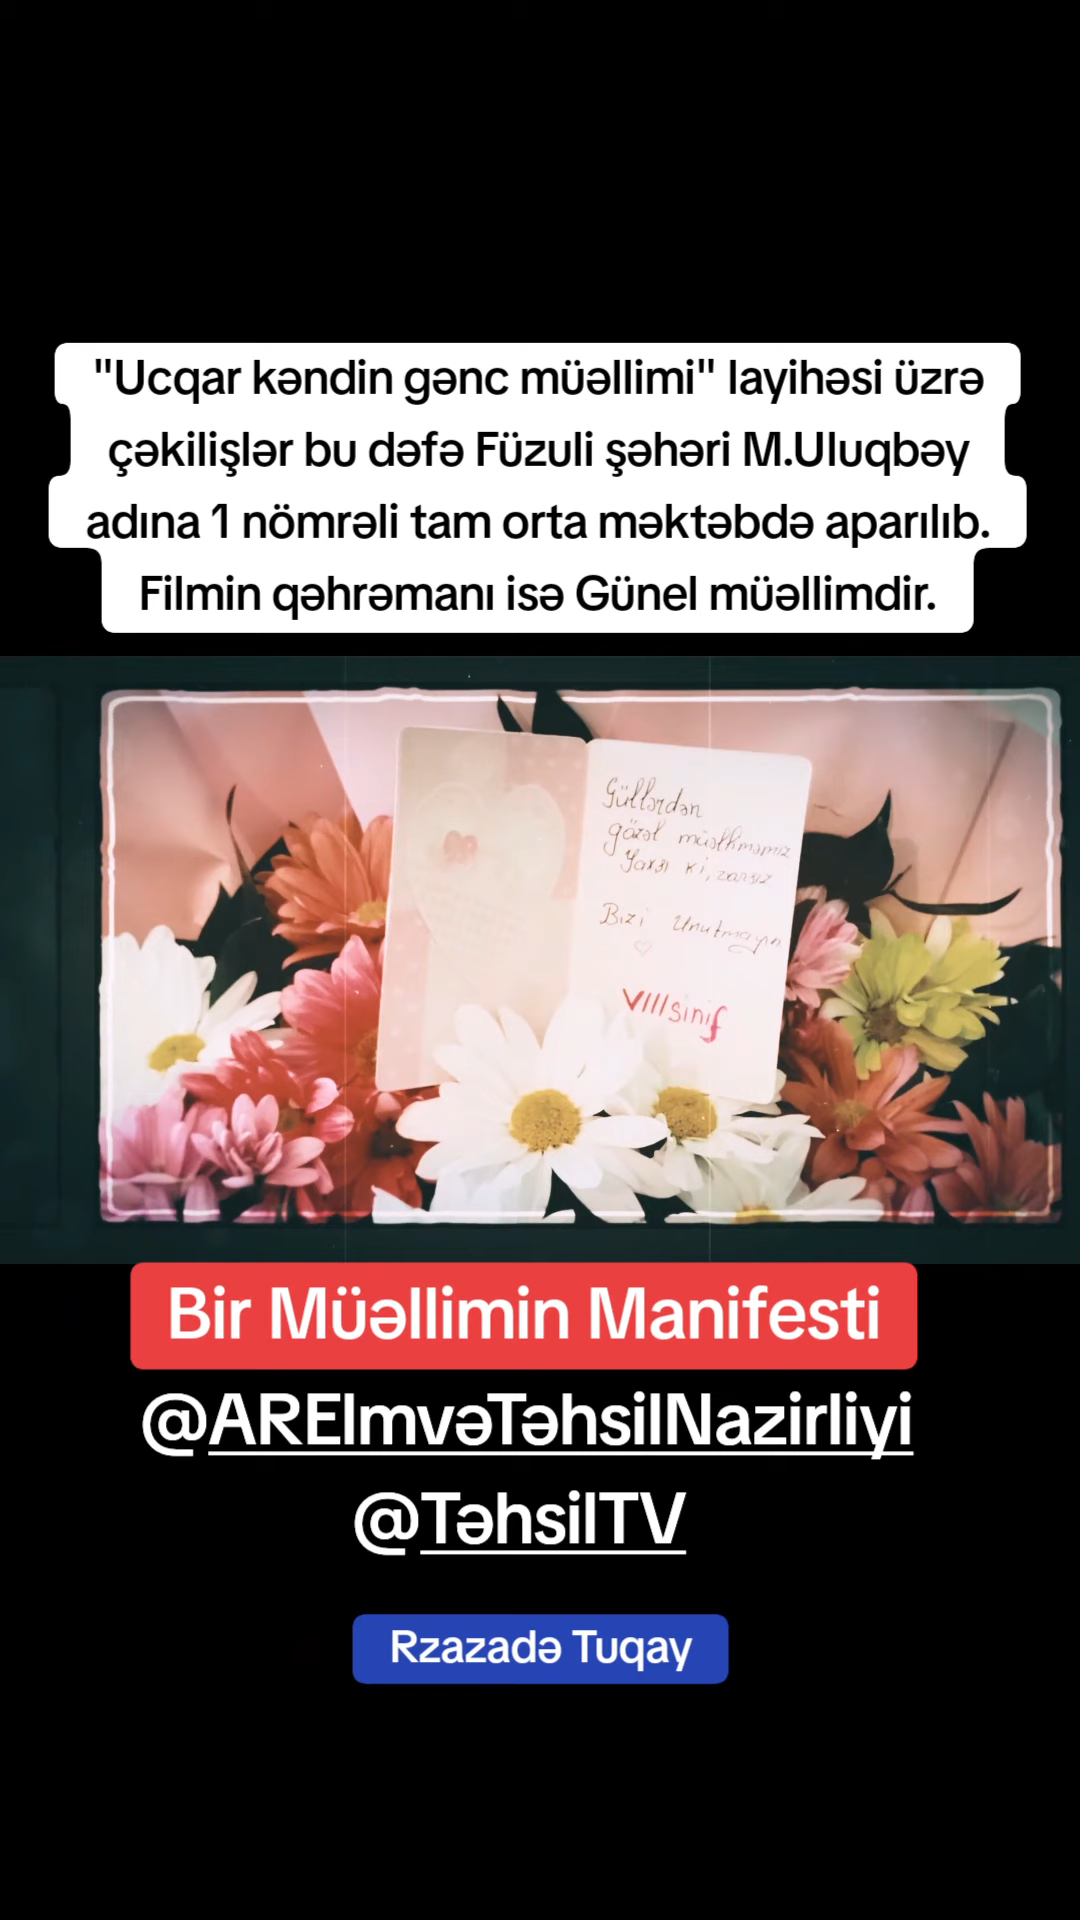 "Ucqar kəndin gənc müəllimi" layihəsi üzrə
çəkilişlər bu dəfə Füzuli şəhəri M.Uluqbəy
adına 1 nömrəli tam orta məktəbdə aparılıb.
Filmin qəhrəmanı isə Günel müəllimdir.
Güllərdən
gözəl müəllməmiz
Yaxşı ki, varsız
Bizi Unutmayın
VIII sinif
Bir Müəllimin Manifesti
@ARElmvəTəhsilNazirliyi
@TəhsilTV
Rzazadə Tuqay